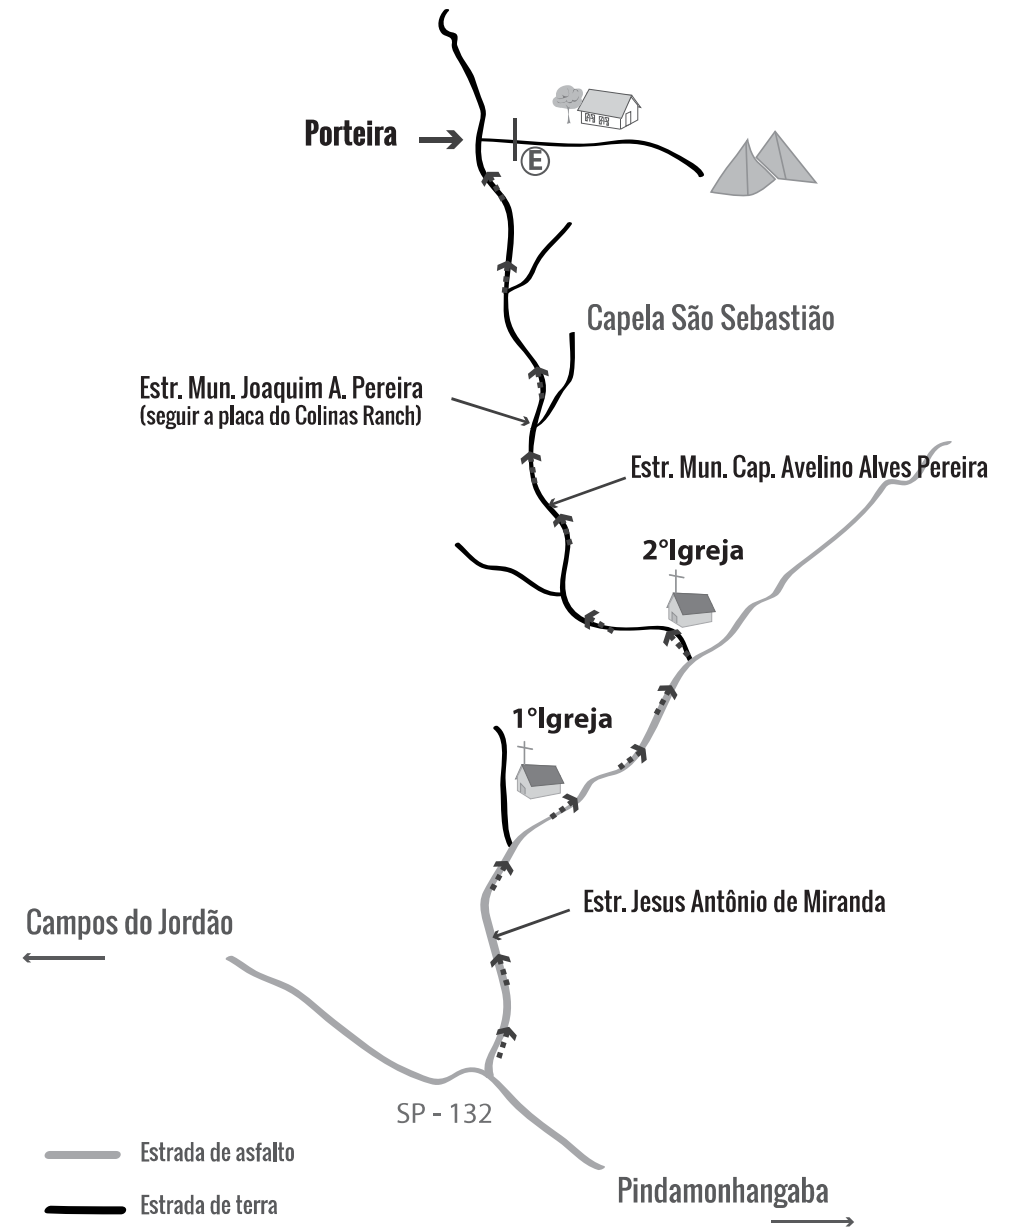 Porteira
E
Capela São Sebastião
Estr. Mun. Joaquim A. Pereira
(seguir a placa do Colinas Ranch)
Estr. Mun. Cap. Avelino Alves Pereira
2°Igreja
1°Igreja
Estr. Jesus Antônio de Miranda
Campos do Jordão
SP - 132
Estrada de asfalto
Pindamonhangaba
Estrada de terra